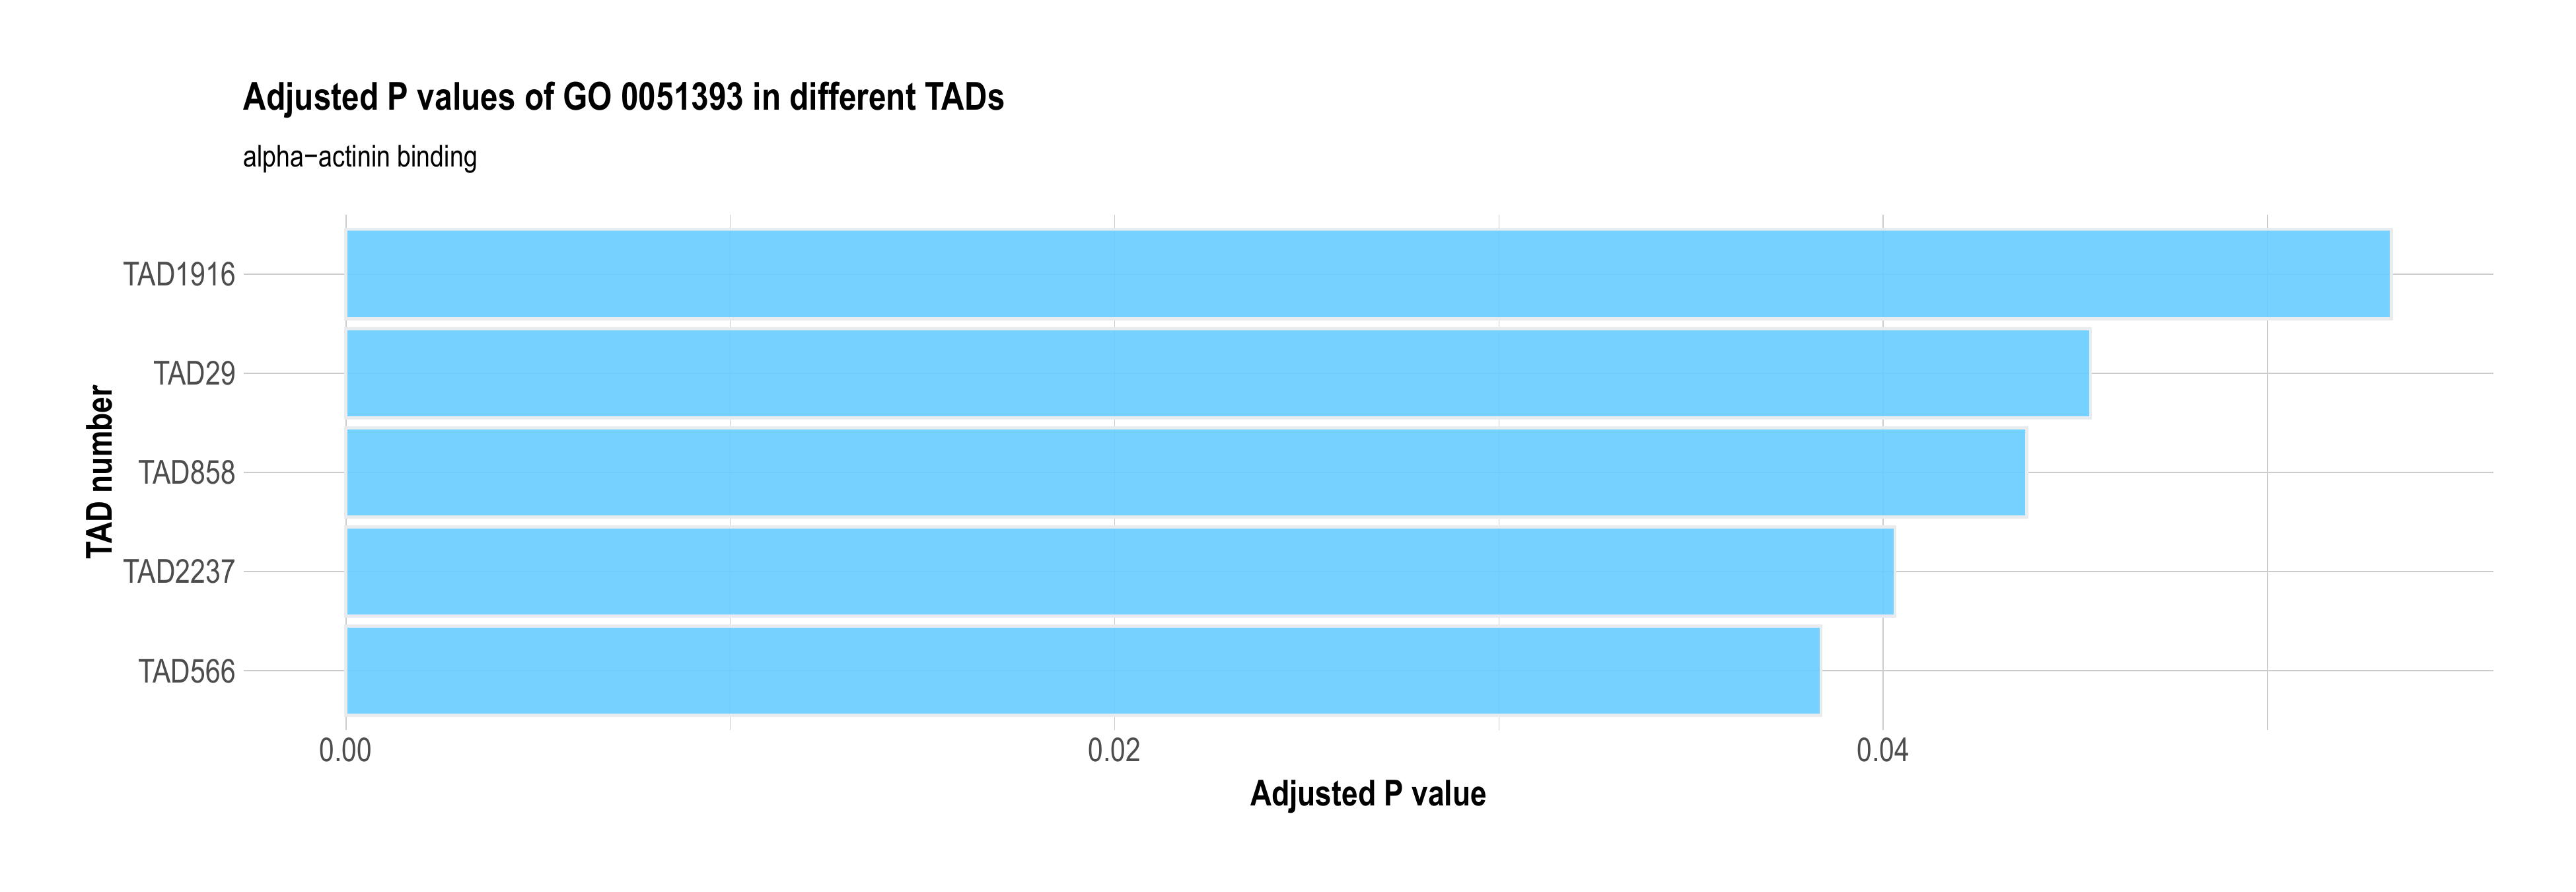 Adjusted P values of GO 0051393 in different TADs
alpha−actinin binding
TAD number
TAD1916
TAD29
TAD858
TAD2237
TAD566
0.00 0.02 0.04
Adjusted P value